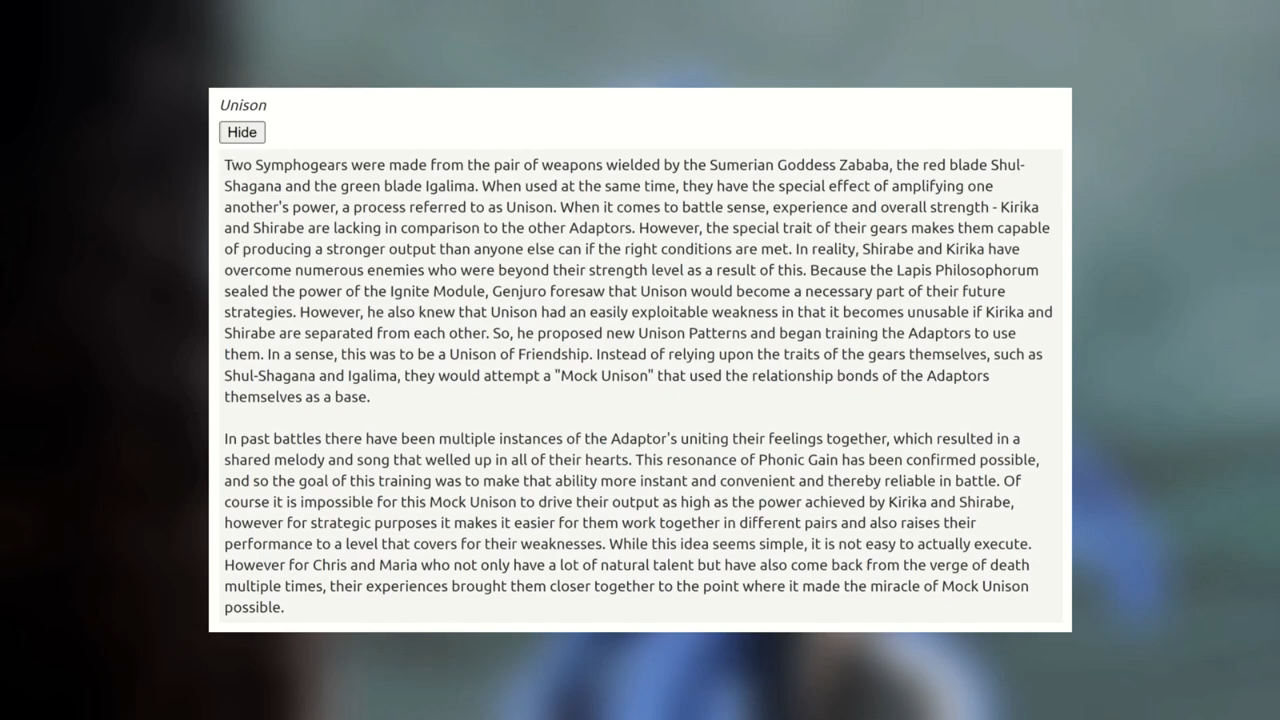 Unison
Hide
Two Symphogears were made from the pair of weapons wielded by the Sumerian Goddess Zababa, the red blade Shul-
Shagana and the green blade Igalima. When used at the same time, they have the special effect of amplifying one
another's power, a process referred to as Unison. When it comes to battle sense, experience and overall strength - Kirika
and Shirabe are lacking in comparison to the other Adaptors. However, the special trait of their gears makes them capable
of producing a stronger output than anyone else can if the right conditions are met. In reality, Shirabe and Kirika have
overcome numerous enemies who were beyond their strength level as a result of this. Because the Lapis Philosophorum
sealed the power of the Ignite Module, Genjuro foresaw that Unison would become a necessary part of their future
strategies. However, he also knew that Unison had an easily exploitable weakness in that it becomes unusable if Kirika and
Shirabe are separated from each other. So, he proposed new Unison Patterns and began training the Adaptors to use
them. In a sense, this was to be a Unison of Friendship. Instead of relying upon the traits of the gears themselves, such as
Shul-Shagana and Igalima, they would attempt a "Mock Unison" that used the relationship bonds of the Adaptors
themselves as a base.
In past battles there have been multiple instances of the Adaptor's uniting their feelings together, which resulted in a
shared melody and song that welled up in all of their hearts. This resonance of Phonic Gain has been confirmed possible,
and so the goal of this training was to make that ability more instant and convenient and thereby reliable in battle. Of
course it is impossible for this Mock Unison to drive their output as high as the power achieved by Kirika and Shirabe,
however for strategic purposes it makes it easier for them work together in different pairs and also raises their
performance to a level that covers for their weaknesses. While this idea seems simple, it is not easy to actually execute.
However for Chris and Maria who not only have a lot of natural talent but have also come back from the verge of death
multiple times, their experiences brought them closer together to the point where it made the miracle of Mock Unison
possible.